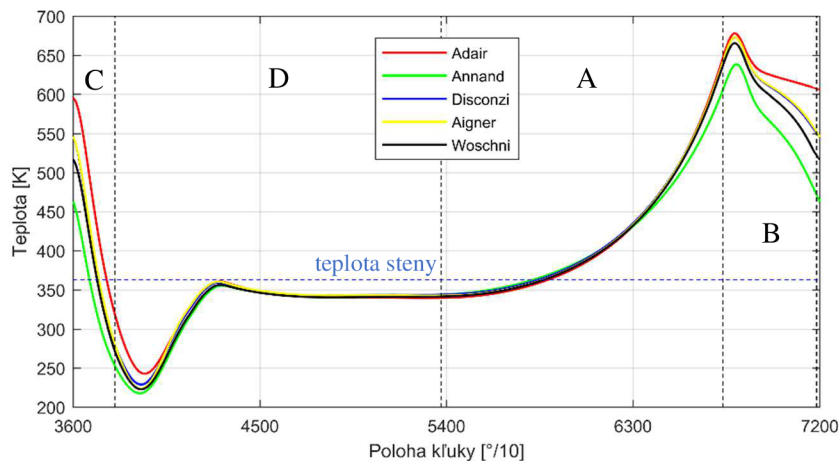 700
650
600
550
500
450
400
350
300
250
200
Teplota [K]
C
D
A
B
Adair
Annand
Disconzi
Aigner
Woschni
teplota steny
3600
4500
5400
6300
7200
Poloha kľuky [°/10]